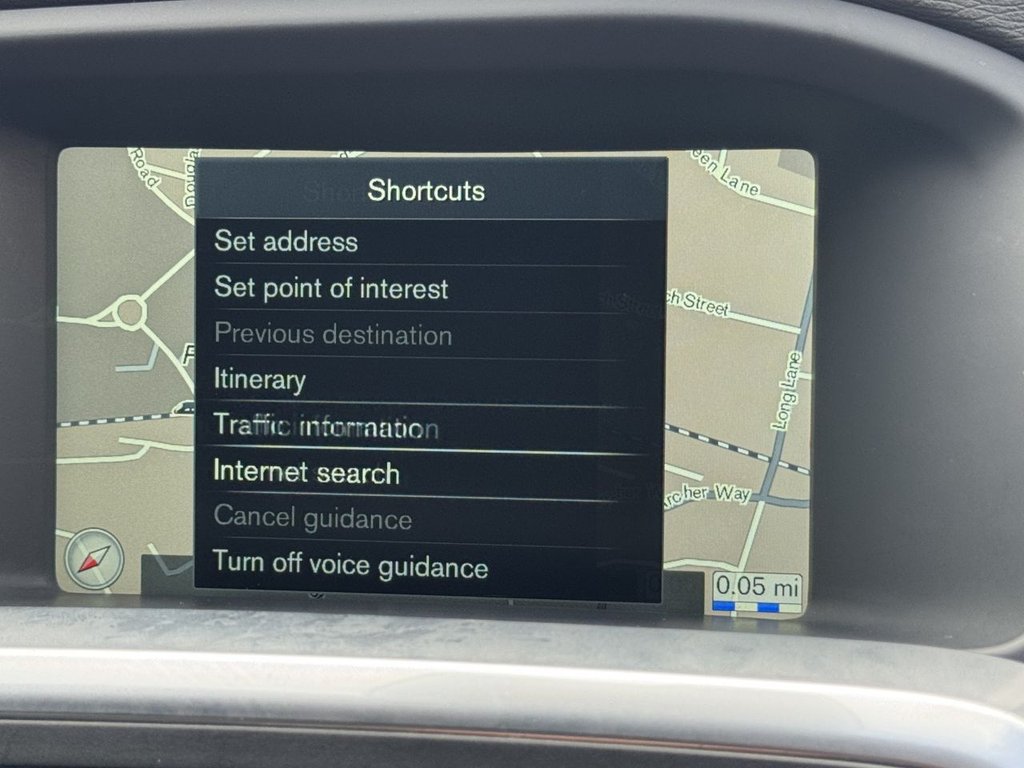 Road
Shortcuts
Set address
Set point of interest
Previous destination
Itinerary
Traffic information
Internet search
Cancel guidance
Turn off voice guidance
Lane
Street
Long Lane
Way
0.05 mi